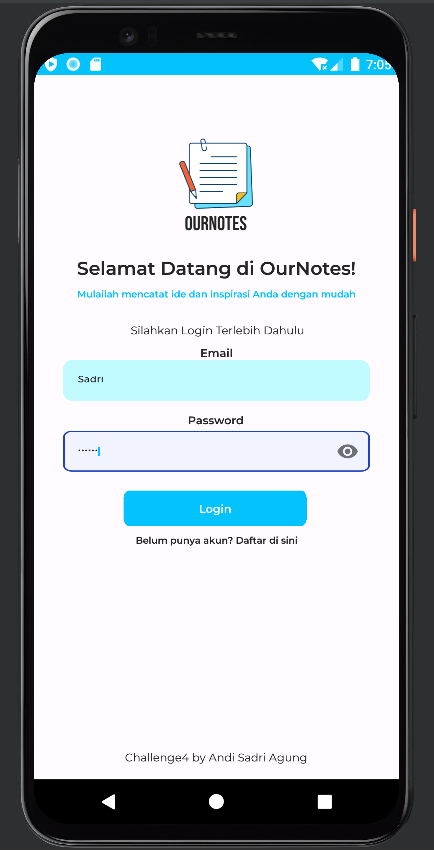 7:05
OURNOTES
Selamat Datang di OurNotes!
Mulailah mencatat ide dan inspirasi Anda dengan mudah
Silahkan Login Terlebih Dahulu
Email
Sadri
Password
••••••
Login
Belum punya akun? Daftar di sini
Challenge4 by Andi Sadri Agung